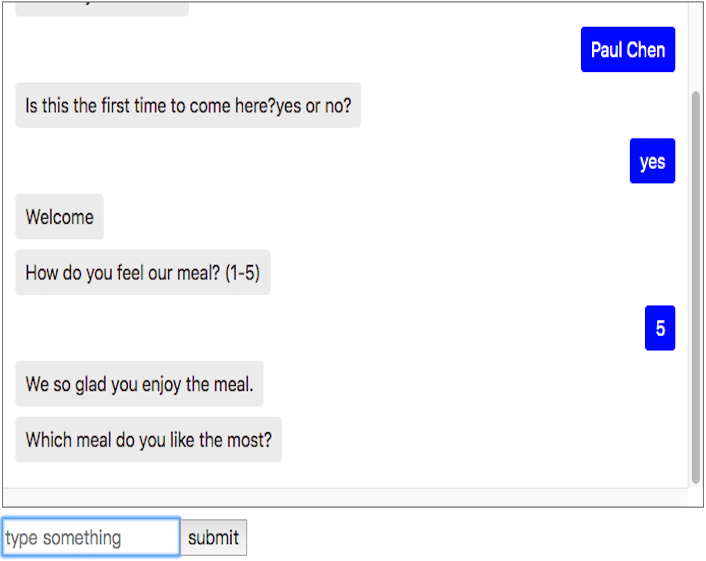 Paul Chen
Is this the first time to come here?yes or no?
yes
Welcome
How do you feel our meal? (1-5)
5
We so glad you enjoy the meal.
Which meal do you like the most?
type something
submit